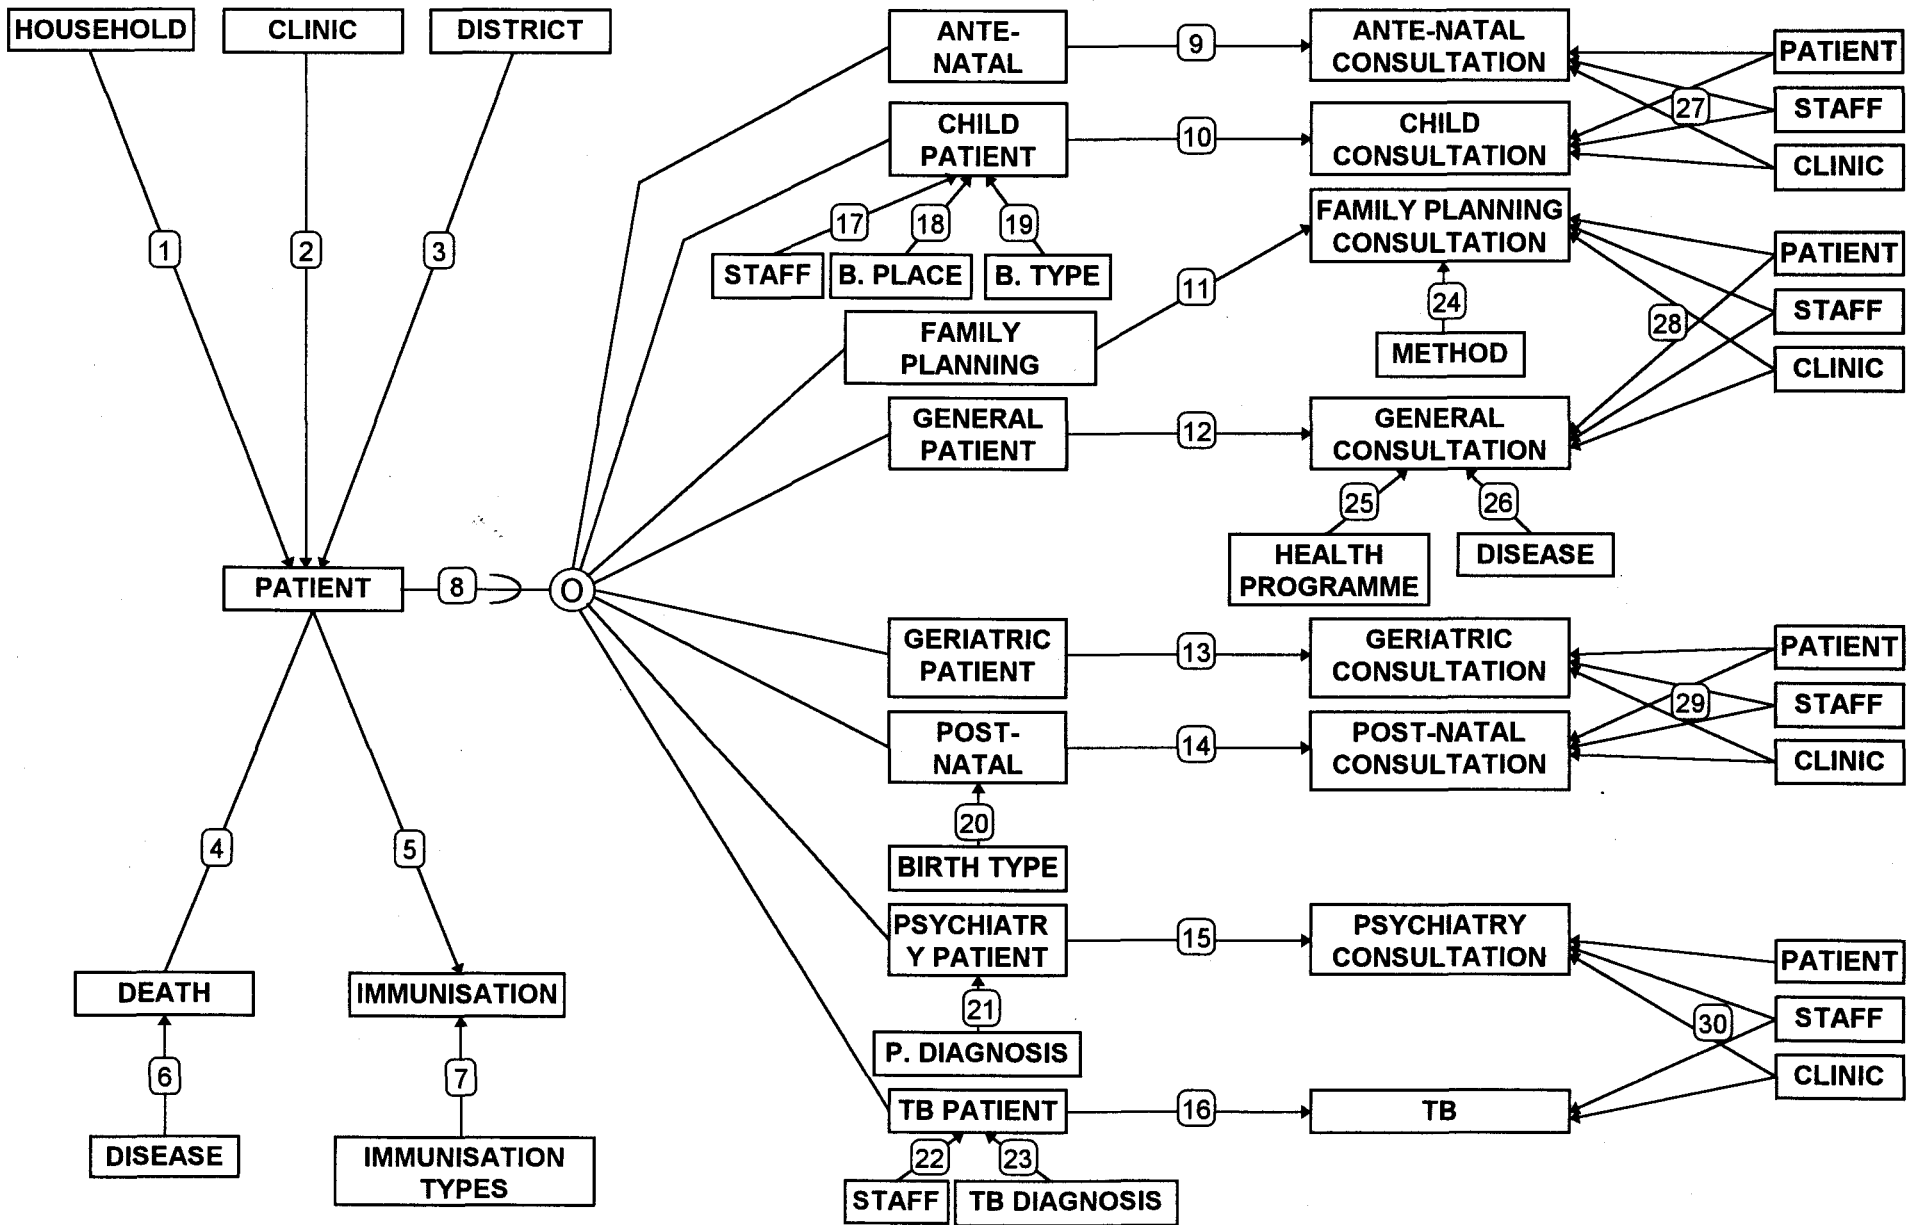 HOUSEHOLD
CLINIC
DISTRICT
1
2
3
PATIENT
8
O
4
5
DEATH
IMMUNISATION
6
7
DISEASE
IMMUNISATION
TYPES
ANTE-
NATAL
9
ANTE-NATAL
CONSULTATION
CHILD
PATIENT
10
CHILD
CONSULTATION
17
18
19
STAFF
B. PLACE
B. TYPE
FAMILY
PLANNING
11
FAMILY PLANNING
CONSULTATION
24
METHOD
GENERAL
PATIENT
12
GENERAL
CONSULTATION
25
26
HEALTH
PROGRAMME
DISEASE
GERIATRIC
PATIENT
13
GERIATRIC
CONSULTATION
POST-
NATAL
14
POST-NATAL
CONSULTATION
20
BIRTH TYPE
PSYCHIATR
Y PATIENT
15
PSYCHIATRY
CONSULTATION
21
P. DIAGNOSIS
TB PATIENT
16
TB
22
23
STAFF
TB DIAGNOSIS
PATIENT
27
STAFF
CLINIC
PATIENT
28
STAFF
CLINIC
PATIENT
29
STAFF
CLINIC
PATIENT
30
STAFF
CLINIC